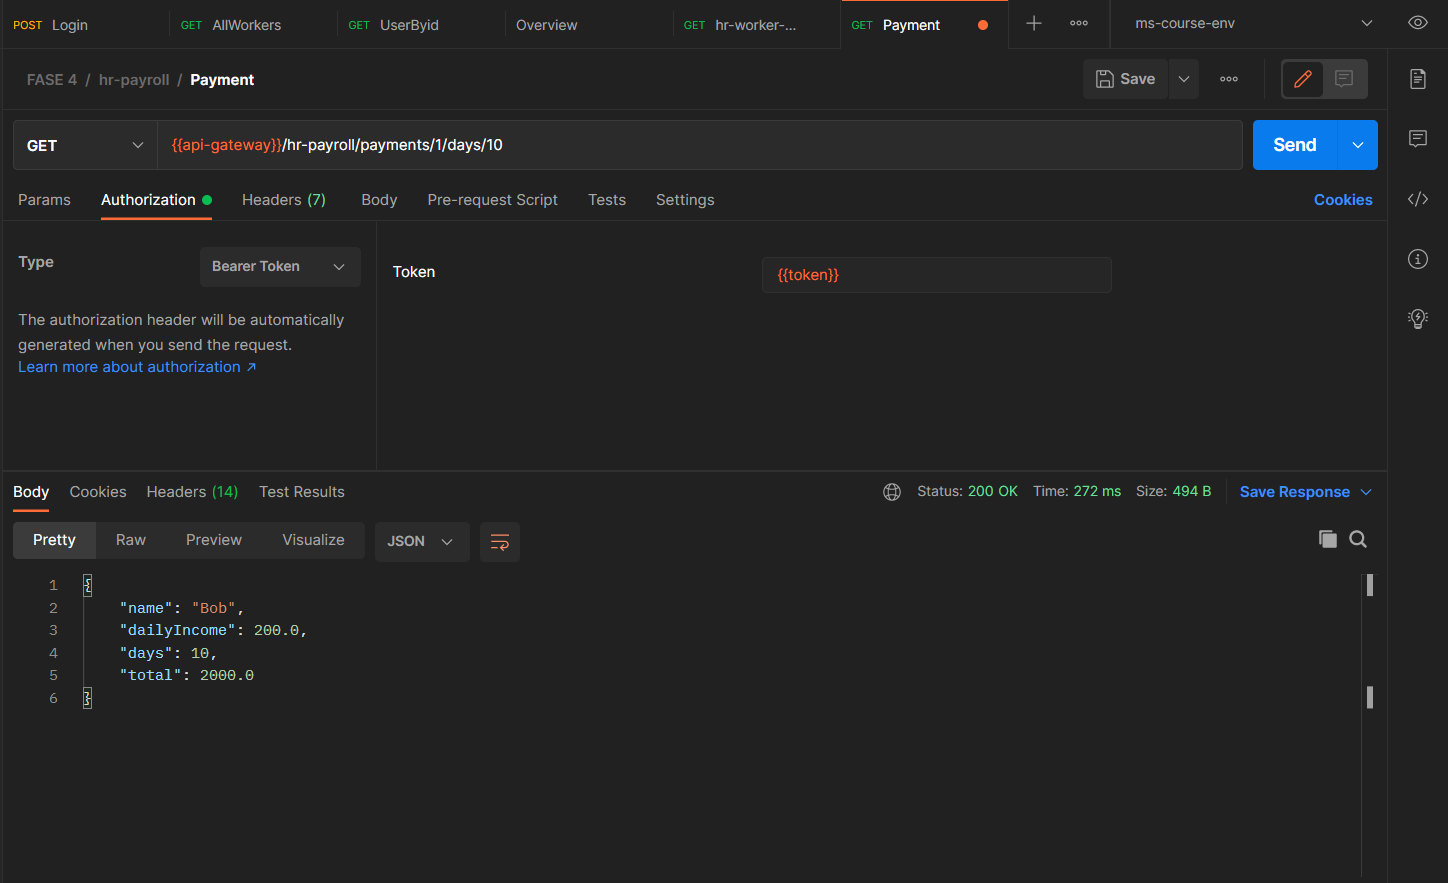 POST Login GET AllWorkers GET UserByid Overview GET hr-worker-... GET Payment ms-course-env
FASE 4 / hr-payroll / Payment Save
GET {{api-gateway}}/hr-payroll/payments/1/days/10 Send
Params Authorization Headers (7) Body Pre-request Script Tests Settings Cookies
Type Bearer Token Token {{token}}
The authorization header will be automatically
generated when you send the request.
Learn more about authorization ↗
Body Cookies Headers (14) Test Results Status: 200 OK Time: 272 ms Size: 494 B Save Response
Pretty Raw Preview Visualize JSON
1 {
2 "name": "Bob",
3 "dailyIncome": 200.0,
4 "days": 10,
5 "total": 2000.0
6 }